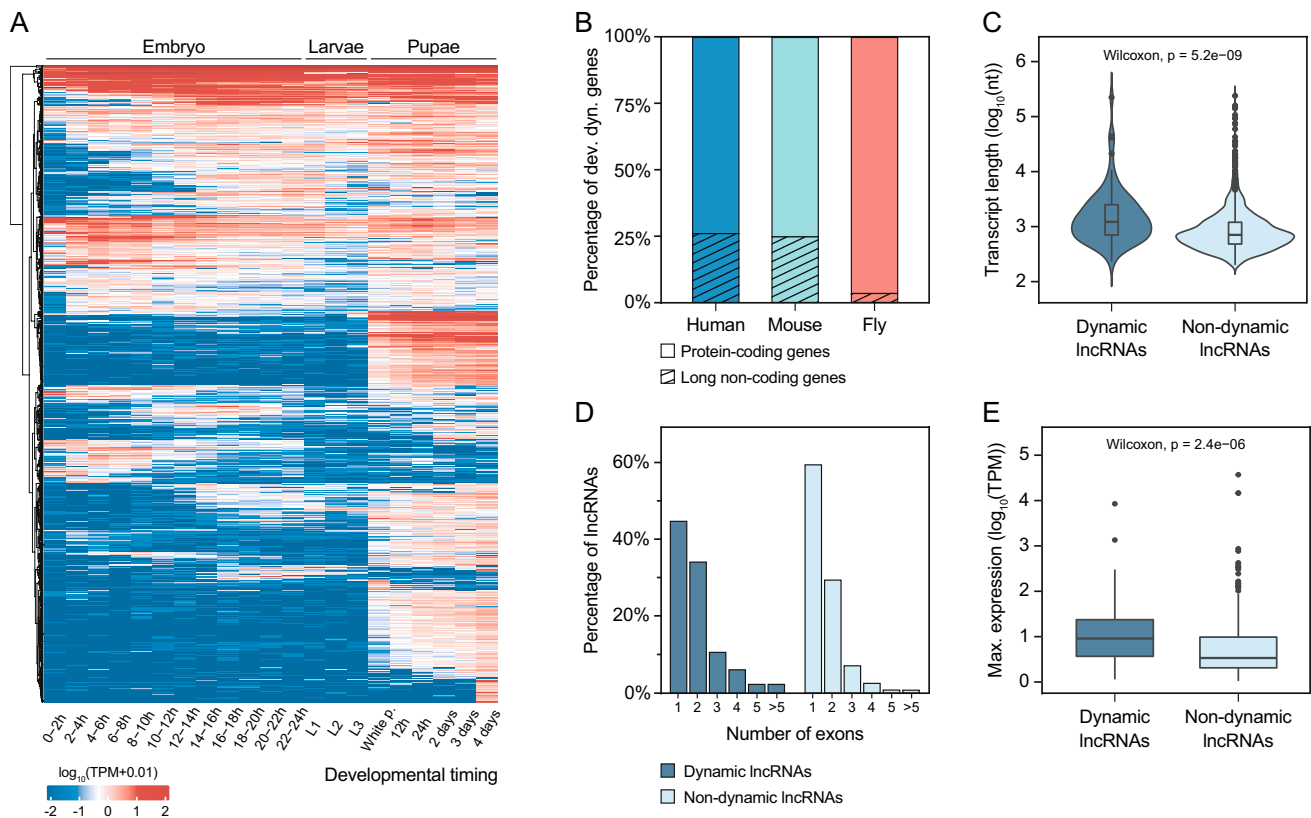 A
Embryo
Larvae
Pupae
0−2h
2−4h
4−6h
6−8h
8−10h
10−12h
12−14h
14−16h
16−18h
18−20h
20−22h
22−24h
L1
L2
L3
White p.
12h
24h
2 days
3 days
4 days
log10(TPM+0.01)
-2 -1 0 1 2
Developmental timing
B
Percentage of dev. dyn. genes
100%
75%
50%
25%
0%
Human
Mouse
Fly
Protein-coding genes
Long non-coding genes
C
Transcript length (log10(nt))
Wilcoxon, p = 5.2e−09
6
5
4
3
2
Dynamic
lncRNAs
Non-dynamic
lncRNAs
D
Percentage of lncRNAs
60%
40%
20%
0%
1 2 3 4 5 >5
1 2 3 4 5 >5
Number of exons
Dynamic lncRNAs
Non-dynamic lncRNAs
E
Max. expression (log10(TPM))
Wilcoxon, p = 2.4e−06
5
4
3
2
1
0
Dynamic
lncRNAs
Non-dynamic
lncRNAs